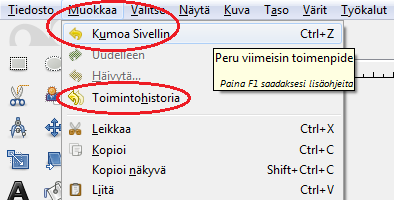 Tiedosto Muokkaa Valitse Näytä Kuva Taso Värit Työkalut
Kumoa Sivellin Ctrl+Z
Uudelleen
Peru viimeisin toimenpide
Häivytä...
Paina F1 saadaksesi lisäohjeita
Toimintohistoria
Leikkaa Ctrl+X
Kopioi Ctrl+C
Kopioi näkyvä Shift+Ctrl+C
Liitä Ctrl+V